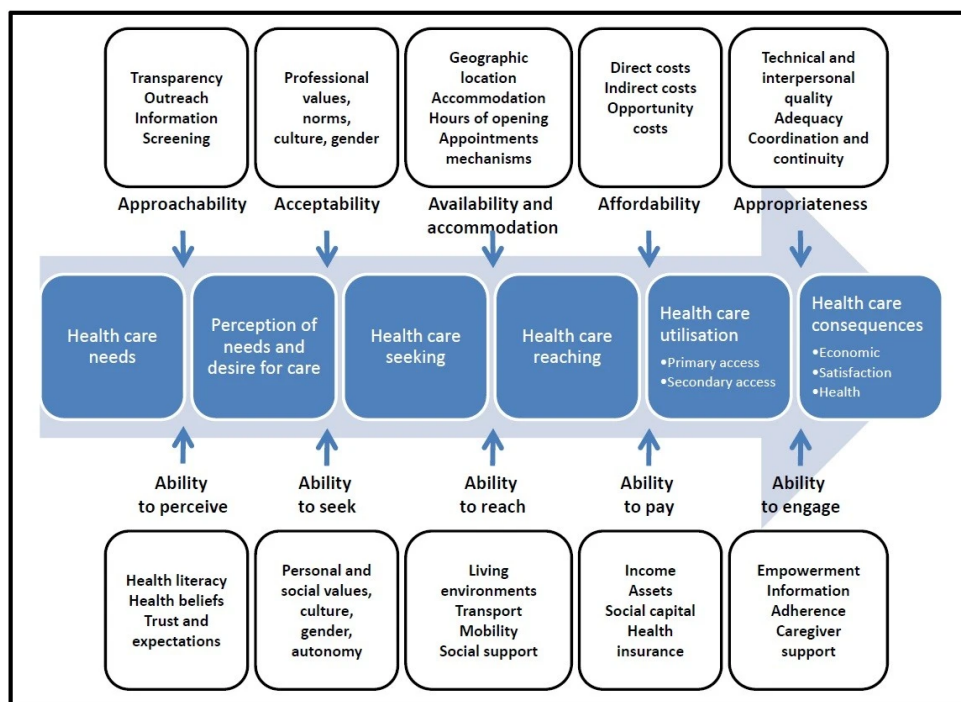 Transparency
Outreach
Information
Screening
Professional
values,
norms,
culture, gender
Geographic
location
Accommodation
Hours of opening
Appointments
mechanisms
Direct costs
Indirect costs
Opportunity
costs
Technical and
interpersonal
quality
Adequacy
Coordination and
continuity
Approachability
Acceptability
Availability and
accommodation
Affordability
Appropriateness
Health care
needs
Perception of
needs and
desire for care
Health care
seeking
Health care
reaching
Health care
utilisation
•Primary access
•Secondary access
Health care
consequences
•Economic
•Satisfaction
•Health
Ability
to perceive
Ability
to seek
Ability
to reach
Ability
to pay
Ability
to engage
Health literacy
Health beliefs
Trust and
expectations
Personal and
social values,
culture,
gender,
autonomy
Living
environments
Transport
Mobility
Social support
Income
Assets
Social capital
Health
insurance
Empowerment
Information
Adherence
Caregiver
support